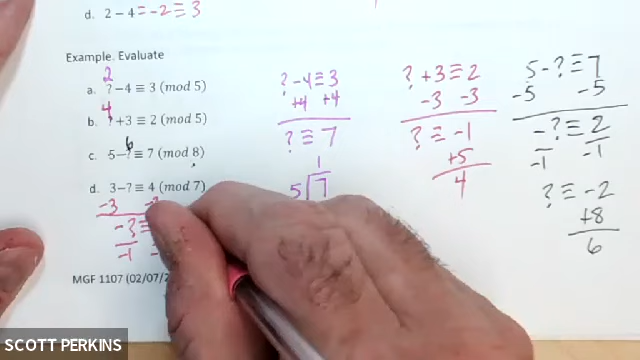 d. 2 – 4 = -2 ≡ 3
Example. Evaluate
2
a. ? – 4 ≡ 3 (mod 5)
4
b. ? + 3 ≡ 2 (mod 5)
6
c. 5 – ? ≡ 7 (mod 8)
d. 3 – ? ≡ 4 (mod 7)
-3
-? ≡
-1
MGF 1107 (02/07/2
? -4 ≡ 3
+4 +4
? ≡ 7
1
5 7
? +3 ≡ 2
-3 -3
? ≡ -1
+5
4
5 - ? ≡ 7
-5 -5
-? ≡ 2
-1 -1
? ≡ -2
+8
6
SCOTT PERKINS